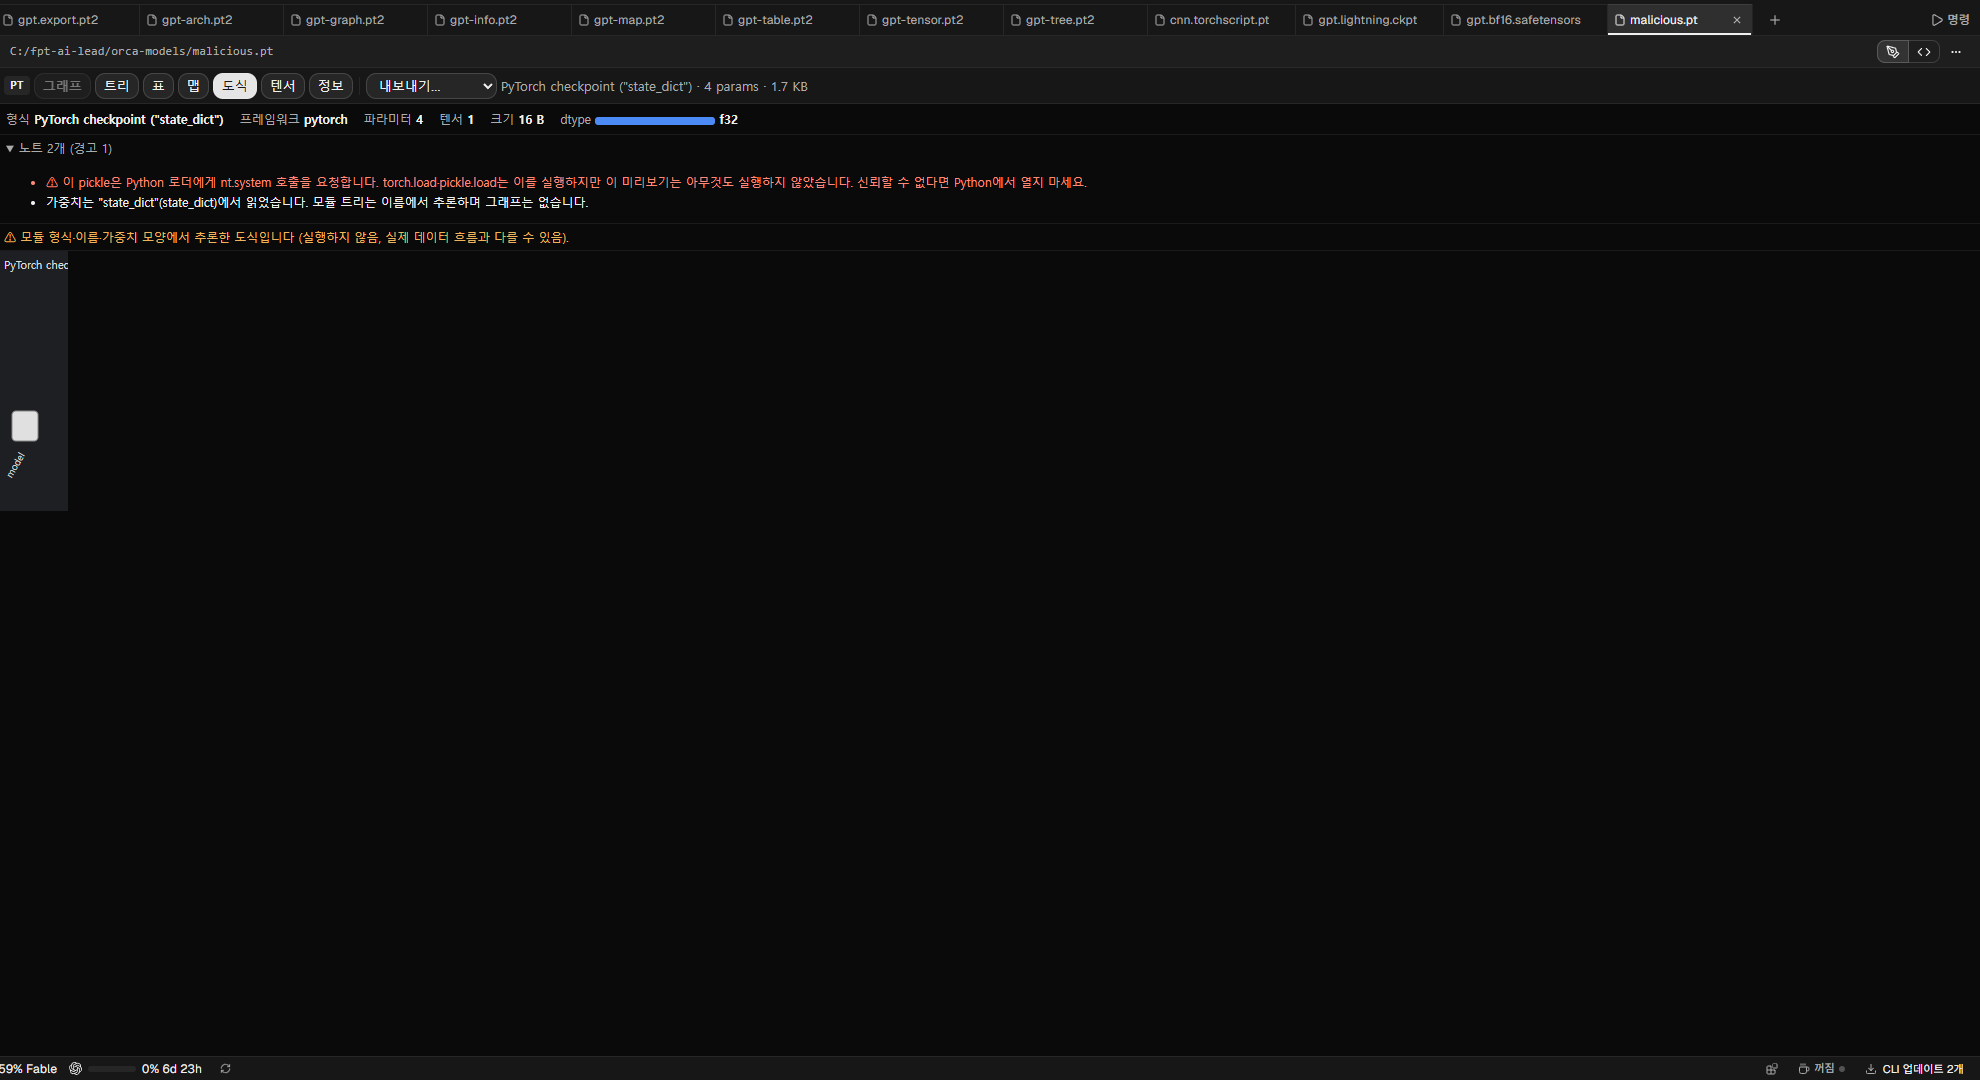 gpt.export.pt2 gpt-arch.pt2 gpt-graph.pt2 gpt-info.pt2 gpt-map.pt2 gpt-table.pt2 gpt-tensor.pt2 gpt-tree.pt2 cnn.torchscript.pt gpt.lightning.ckpt gpt.bf16.safetensors malicious.pt 명령
C:/fpt-ai-lead/orca-models/malicious.pt
PT 그래프 트리 표 맵 도식 텐서 정보 내보내기... PyTorch checkpoint ("state_dict") · 4 params · 1.7 KB
형식 PyTorch checkpoint ("state_dict") 프레임워크 pytorch 파라미터 4 텐서 1 크기 16 B dtype f32
▼ 노트 2개 (경고 1)
• ⚠ 이 pickle은 Python 로더에게 nt.system 호출을 요청합니다. torch.load·pickle.load는 이를 실행하지만 이 미리보기는 아무것도 실행하지 않았습니다. 신뢰할 수 없다면 Python에서 열지 마세요.
• 가중치는 "state_dict"(state_dict)에서 읽었습니다. 모듈 트리는 이름에서 추론하며 그래프는 없습니다.
⚠ 모듈 형식·이름·가중치 모양에서 추론한 도식입니다 (실행하지 않음, 실제 데이터 흐름과 다를 수 있음).
PyTorch chec
model
59% Fable 0% 6d 23h 꺼짐 CLI 업데이트 2개